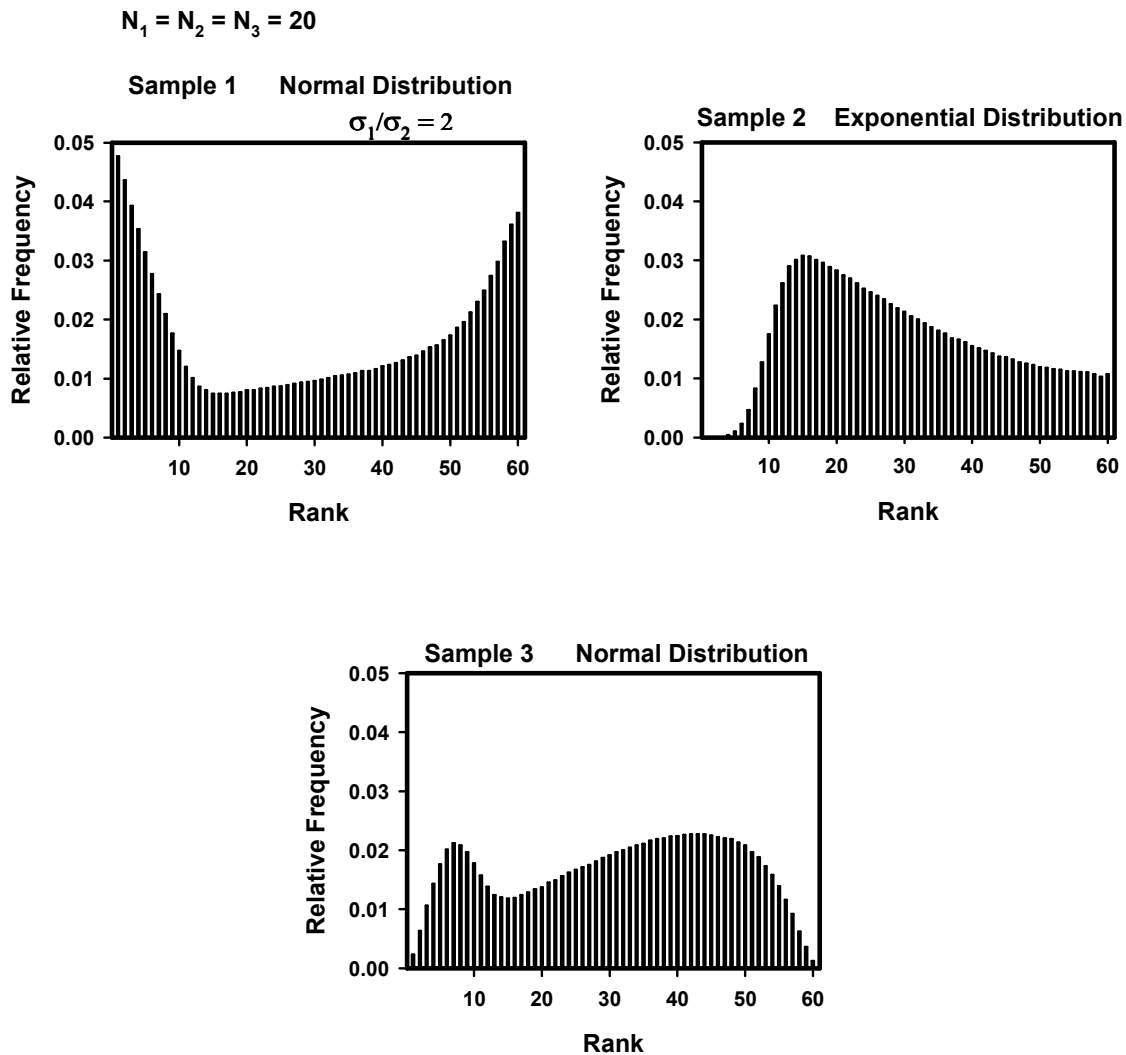 N1 = N2 = N3 = 20
Sample 1 Normal Distribution
σ1/σ2 = 2
0.05
0.04
0.03
0.02
0.01
0.00
Relative Frequency
10 20 30 40 50 60
Rank
Sample 2 Exponential Distribution
0.05
0.04
0.03
0.02
0.01
0.00
Relative Frequency
10 20 30 40 50 60
Rank
Sample 3 Normal Distribution
0.05
0.04
0.03
0.02
0.01
0.00
Relative Frequency
10 20 30 40 50 60
Rank